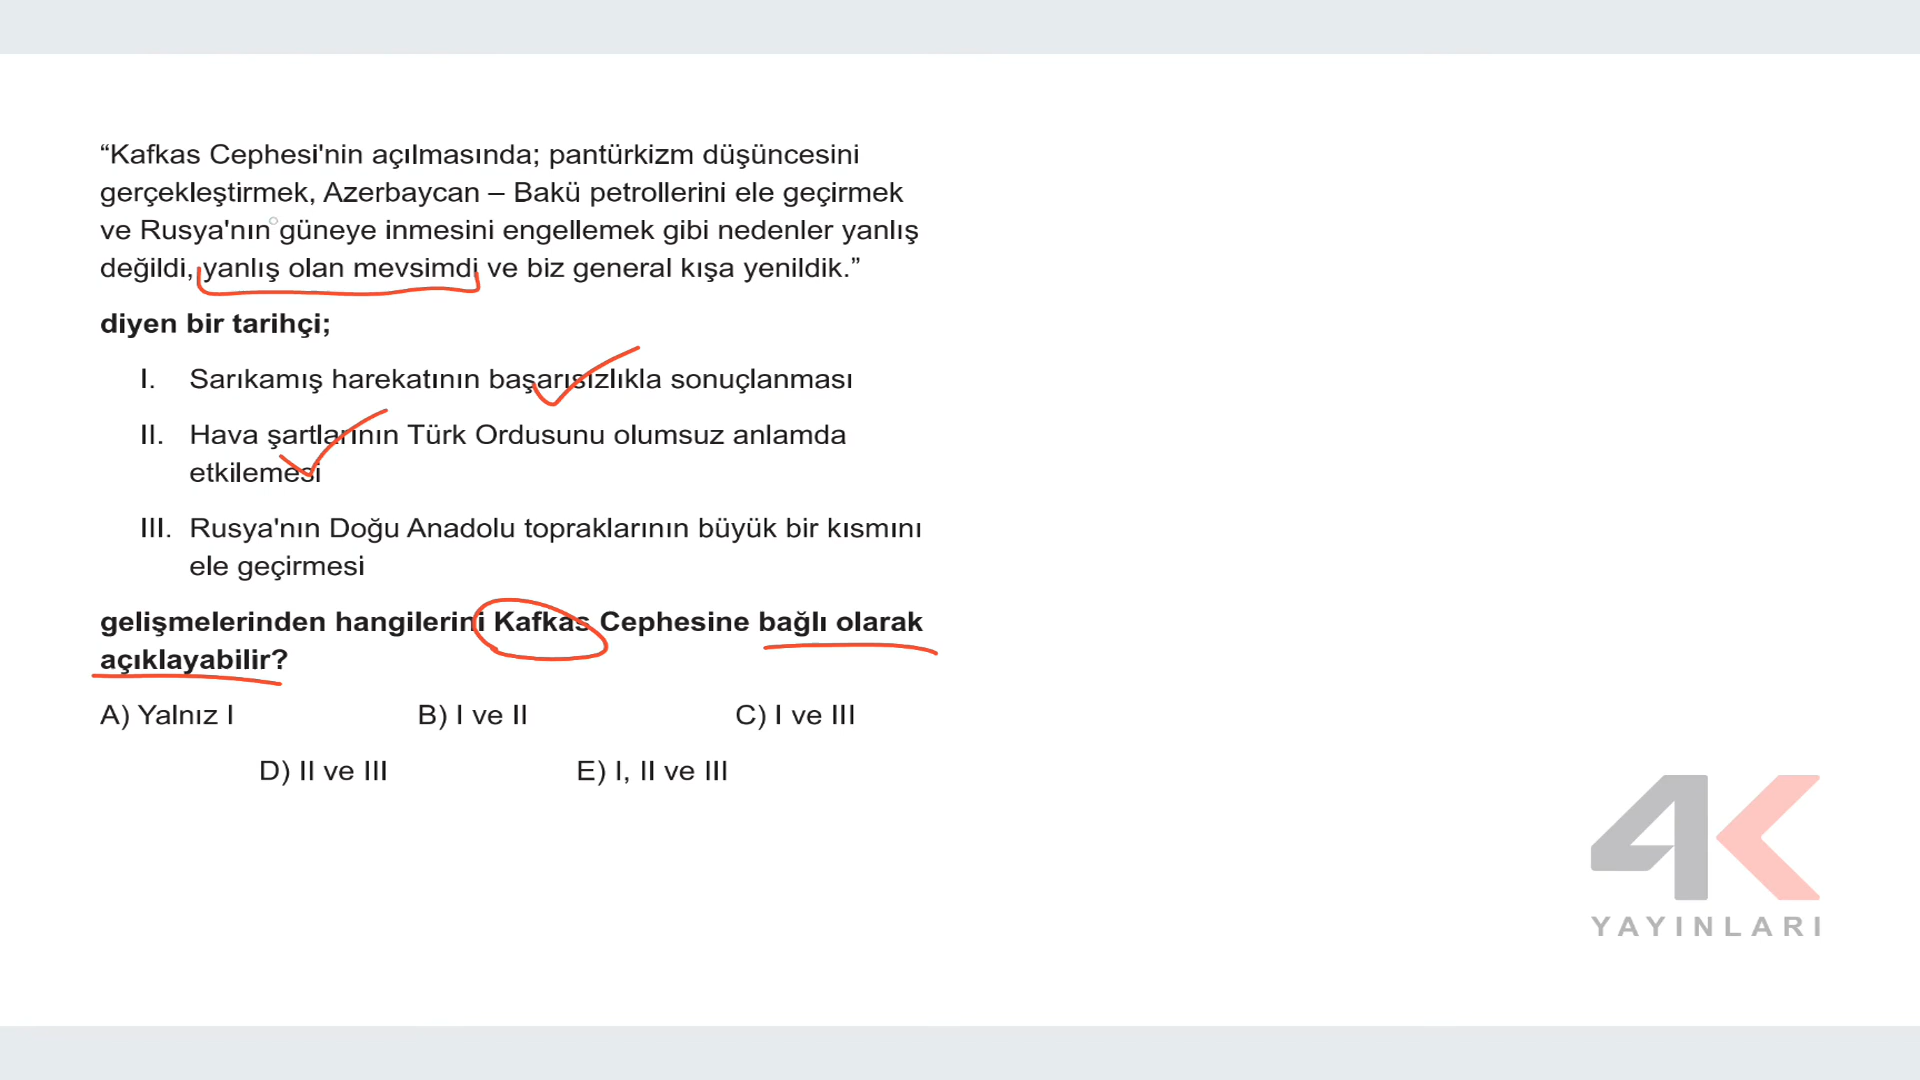 “Kafkas Cephesi'nin açılmasında; pantürkizm düşüncesini
gerçekleştirmek, Azerbaycan – Bakü petrollerini ele geçirmek
ve Rusya'nın güneye inmesini engellemek gibi nedenler yanlış
değildi, yanlış olan mevsimdi ve biz general kışa yenildik.”
diyen bir tarihçi;
I. Sarıkamış harekatının başarısızlıkla sonuçlanması
II. Hava şartlarının Türk Ordusunu olumsuz anlamda
etkilemesi
III. Rusya'nın Doğu Anadolu topraklarının büyük bir kısmını
ele geçirmesi
gelişmelerinden hangilerini Kafkas Cephesine bağlı olarak
açıklayabilir?
A) Yalnız I B) I ve II C) I ve III
D) II ve III E) I, II ve III
4K
YAYINLARI